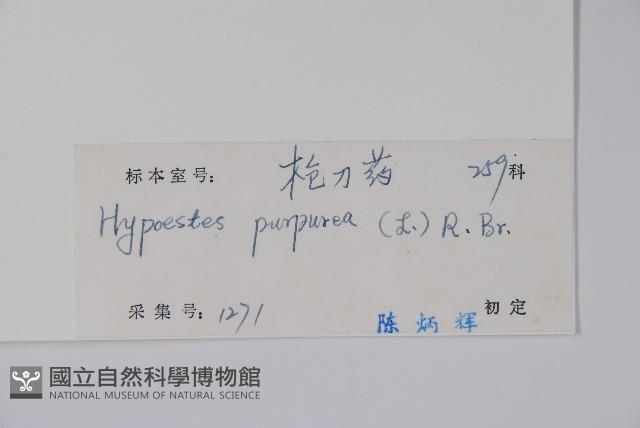 标本室号: 枪刀药 259科
Hypoestes purpurea (L.) R. Br.
采集号: 1271 陈炳辉 初定
國立自然科學博物館
NATIONAL MUSEUM OF NATURAL SCIENCE